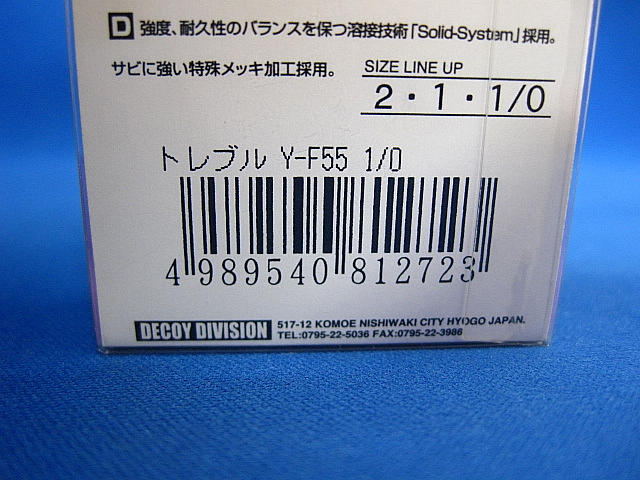 D 強度、耐久性のバランスを保つ溶接技術「Solid-System」採用。
サビに強い特殊メッキ加工採用。
SIZE LINE UP
2・1・1/0
トレブル Y-F55 1/0
4 989540 812723
DECOY DIVISION
517-12 KOMOE NISHIWAKI CITY HYOGO JAPAN.
TEL:0795-22-5036 FAX:0795-22-3986